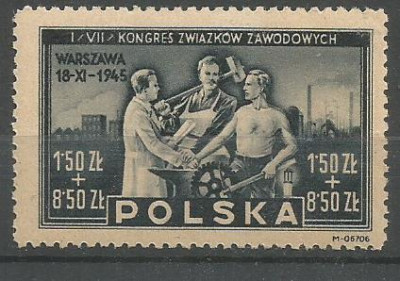 I/VII/ KONGRES ZWIĄZKÓW ZAWODOWYCH
WARSZAWA
18-XI-1945
1·50 ZŁ
+
8·50 ZŁ
1·50 ZŁ
+
8·50 ZŁ
POLSKA
M-06706